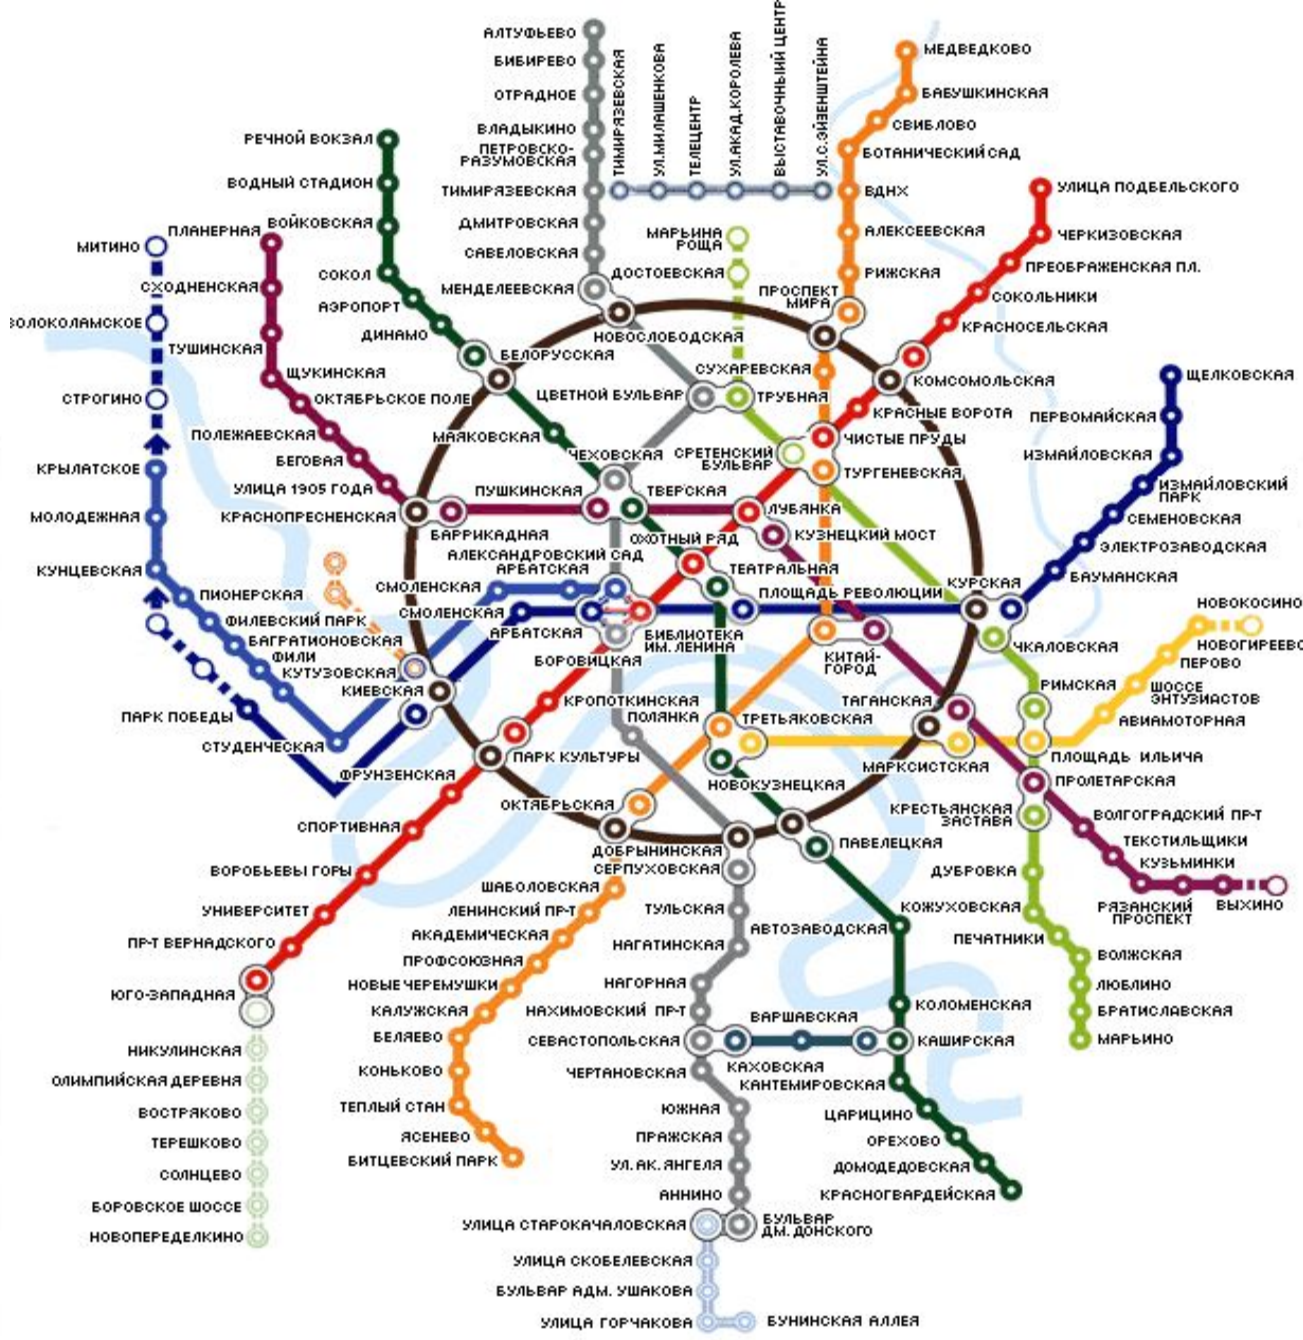 АЛТУФЬЕВО
БИБИРЕВО
ОТРАДНОЕ
ВЛАДЫКИНО
ПЕТРОВСКО-
РАЗУМОВСКАЯ
ТИМИРЯЗЕВСКАЯ
ДМИТРОВСКАЯ
САВЕЛОВСКАЯ
МЕНДЕЛЕЕВСКАЯ
ТИМИРЯЗЕВСКАЯ
УЛ.МИЛАШЕНКОВА
ТЕЛЕЦЕНТР
УЛ.АКАД.КОРОЛЕВА
ВЫСТАВОЧНЫЙ ЦЕНТР
УЛ.С.ЭЙЗЕНШТЕЙНА
МЕДВЕДКОВО
БАБУШКИНСКАЯ
СВИБЛОВО
БОТАНИЧЕСКИЙ САД
ВДНХ
АЛЕКСЕЕВСКАЯ
РИЖСКАЯ
ПРОСПЕКТ
МИРА
УЛИЦА ПОДБЕЛЬСКОГО
ЧЕРКИЗОВСКАЯ
ПРЕОБРАЖЕНСКАЯ ПЛ.
СОКОЛЬНИКИ
КРАСНОСЕЛЬСКАЯ
КОМСОМОЛЬСКАЯ
КРАСНЫЕ ВОРОТА
ЧИСТЫЕ ПРУДЫ
ТУРГЕНЕВСКАЯ
РЕЧНОЙ ВОКЗАЛ
ВОДНЫЙ СТАДИОН
ВОЙКОВСКАЯ
СОКОЛ
АЭРОПОРТ
ДИНАМО
БЕЛОРУССКАЯ
МАЯКОВСКАЯ
ПЛАНЕРНАЯ
СХОДНЕНСКАЯ
ТУШИНСКАЯ
ЩУКИНСКАЯ
ОКТЯБРЬСКОЕ ПОЛЕ
ПОЛЕЖАЕВСКАЯ
БЕГОВАЯ
УЛИЦА 1905 ГОДА
КРАСНОПРЕСНЕНСКАЯ
БАРРИКАДНАЯ
МИТИНО
ВОЛОКОЛАМСКОЕ
СТРОГИНО
КРЫЛАТСКОЕ
МОЛОДЕЖНАЯ
КУНЦЕВСКАЯ
ПИОНЕРСКАЯ
ФИЛЕВСКИЙ ПАРК
БАГРАТИОНОВСКАЯ
ФИЛИ
КУТУЗОВСКАЯ
СТУДЕНЧЕСКАЯ
КИЕВСКАЯ
ПАРК ПОБЕДЫ
МАРЬИНА
РОЩА
ДОСТОЕВСКАЯ
НОВОСЛОБОДСКАЯ
СУХАРЕВСКАЯ
ЦВЕТНОЙ БУЛЬВАР
ТРУБНАЯ
СРЕТЕНСКИЙ
БУЛЬВАР
ЧЕХОВСКАЯ
ПУШКИНСКАЯ
ТВЕРСКАЯ
ЛУБЯНКА
КУЗНЕЦКИЙ МОСТ
ОХОТНЫЙ РЯД
ТЕАТРАЛЬНАЯ
ПЛОЩАДЬ РЕВОЛЮЦИИ
АЛЕКСАНДРОВСКИЙ САД
АРБАТСКАЯ
СМОЛЕНСКАЯ
СМОЛЕНСКАЯ
АРБАТСКАЯ
БИБЛИОТЕКА
ИМ. ЛЕНИНА
БОРОВИЦКАЯ
КУРСКАЯ
ЧКАЛОВСКАЯ
КИТАЙ-
ГОРОД
ЩЕЛКОВСКАЯ
ПЕРВОМАЙСКАЯ
ИЗМАЙЛОВСКАЯ
ИЗМАЙЛОВСКИЙ
ПАРК
СЕМЕНОВСКАЯ
ЭЛЕКТРОЗАВОДСКАЯ
БАУМАНСКАЯ
НОВОКОСИНО
НОВОГИРЕЕВО
ПЕРОВО
ШОССЕ
ЭНТУЗИАСТОВ
АВИАМОТОРНАЯ
РИМСКАЯ
ПЛОЩАДЬ ИЛЬИЧА
ТАГАНСКАЯ
МАРКСИСТСКАЯ
ПРОЛЕТАРСКАЯ
КРЕСТЬЯНСКАЯ
ЗАСТАВА
ВОЛГОГРАДСКИЙ ПР-Т
ТЕКСТИЛЬЩИКИ
КУЗЬМИНКИ
РЯЗАНСКИЙ
ПРОСПЕКТ
ВЫХИНО
ДУБРОВКА
КОЖУХОВСКАЯ
ПЕЧАТНИКИ
ВОЛЖСКАЯ
ЛЮБЛИНО
БРАТИСЛАВСКАЯ
МАРЬИНО
КРОПОТКИНСКАЯ
ПОЛЯНКА
ТРЕТЬЯКОВСКАЯ
НОВОКУЗНЕЦКАЯ
ПАРК КУЛЬТУРЫ
ФРУНЗЕНСКАЯ
СПОРТИВНАЯ
ВОРОБЬЕВЫ ГОРЫ
УНИВЕРСИТЕТ
ПР-Т ВЕРНАДСКОГО
ЮГО-ЗАПАДНАЯ
НИКУЛИНСКАЯ
ОЛИМПИЙСКАЯ ДЕРЕВНЯ
ВОСТРЯКОВО
ТЕРЕШКОВО
СОЛНЦЕВО
БОРОВСКОЕ ШОССЕ
НОВОПЕРЕДЕЛКИНО
ОКТЯБРЬСКАЯ
ДОБРЫНИНСКАЯ
СЕРПУХОВСКАЯ
ПАВЕЛЕЦКАЯ
ШАБОЛОВСКАЯ
ЛЕНИНСКИЙ ПР-Т
АКАДЕМИЧЕСКАЯ
ПРОФСОЮЗНАЯ
НОВЫЕ ЧЕРЕМУШКИ
КАЛУЖСКАЯ
БЕЛЯЕВО
КОНЬКОВО
ТЕПЛЫЙ СТАН
ЯСЕНЕВО
БИТЦЕВСКИЙ ПАРК
ТУЛЬСКАЯ
НАГАТИНСКАЯ
НАГОРНАЯ
НАХИМОВСКИЙ ПР-Т
СЕВАСТОПОЛЬСКАЯ
ЧЕРТАНОВСКАЯ
ЮЖНАЯ
ПРАЖСКАЯ
УЛ. АК. ЯНГЕЛЯ
АННИНО
УЛИЦА СТАРОКАЧАЛОВСКАЯ
БУЛЬВАР
ДМ. ДОНСКОГО
УЛИЦА СКОБЕЛЕВСКАЯ
БУЛЬВАР АДМ. УШАКОВА
УЛИЦА ГОРЧАКОВА
БУНИНСКАЯ АЛЛЕЯ
АВТОЗАВОДСКАЯ
КОЛОМЕНСКАЯ
ВАРШАВСКАЯ
КАШИРСКАЯ
КАХОВСКАЯ
КАНТЕМИРОВСКАЯ
ЦАРИЦИНО
ОРЕХОВО
ДОМОДЕДОВСКАЯ
КРАСНОГВАРДЕЙСКАЯ